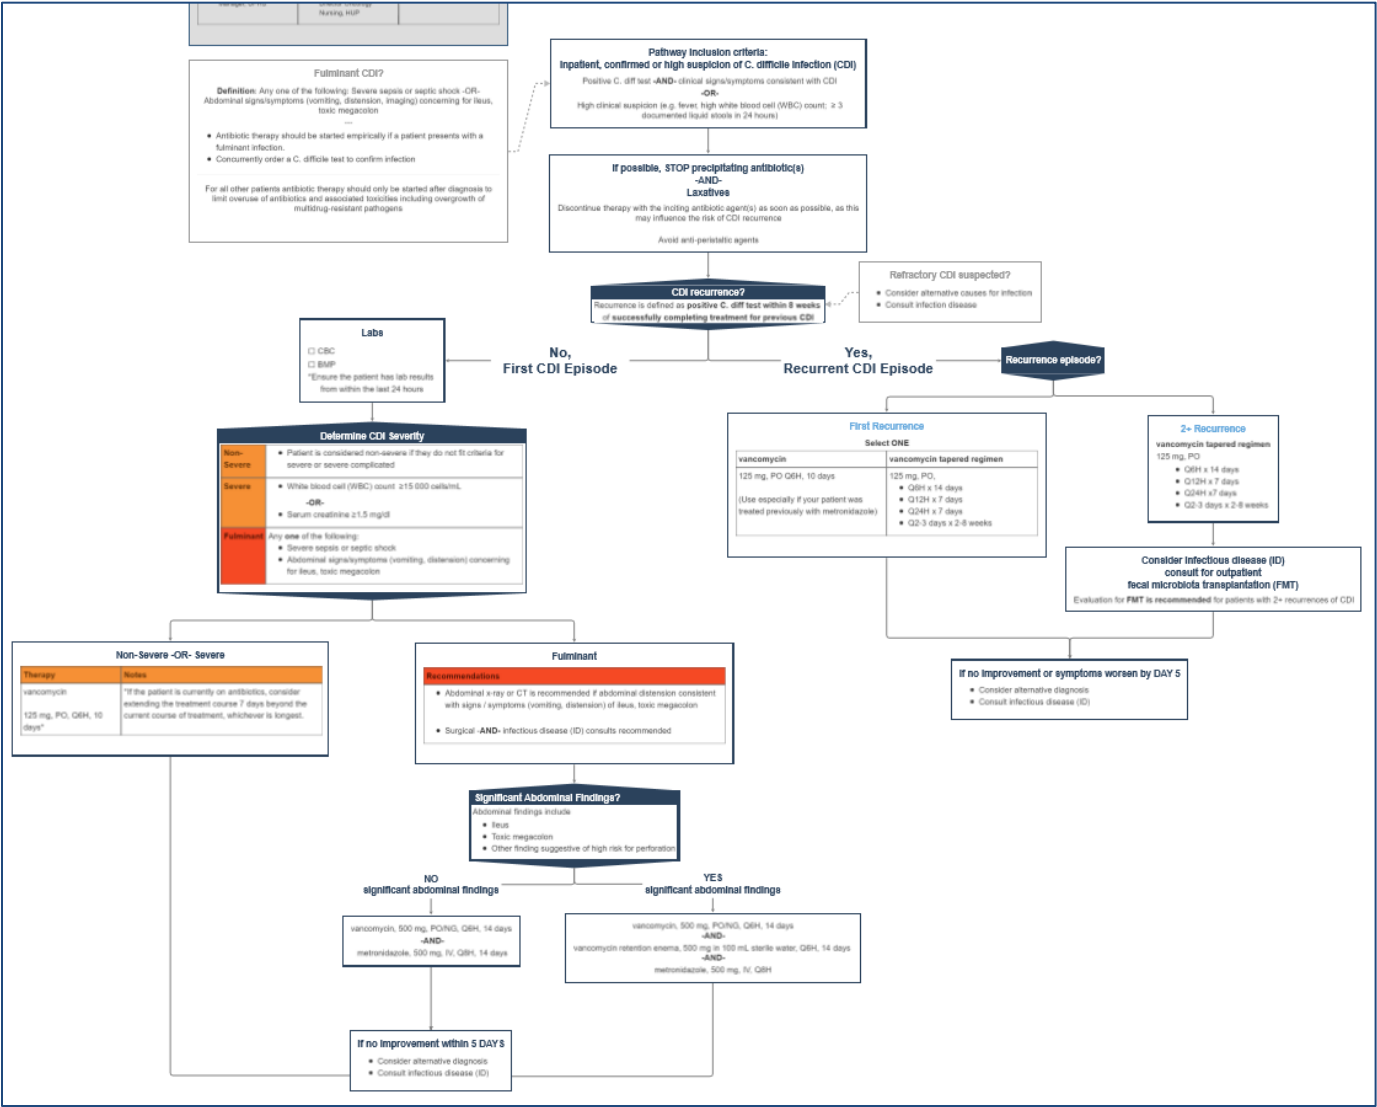 Manager, CPHS
Director Oncology
Nursing, HUP
Fulminant CDI?
Definition: Any one of the following: Severe sepsis or septic shock -OR-
Abdominal signs/symptoms (vomiting, distension, imaging) concerning for ileus,
toxic megacolon
---
• Antibiotic therapy should be started empirically if a patient presents with a
fulminant infection.
• Concurrently order a C. difficile test to confirm infection
For all other patients antibiotic therapy should only be started after diagnosis to
limit overuse of antibiotics and associated toxicities including overgrowth of
multidrug-resistant pathogens
Pathway inclusion criteria:
Inpatient, confirmed or high suspicion of C. difficile infection (CDI)
Positive C. diff test -AND- clinical signs/symptoms consistent with CDI
-OR-
High clinical suspicion (e.g. fever, high white blood cell (WBC) count; ≥ 3
documented liquid stools in 24 hours)
If possible, STOP precipitating antibiotic(s)
-AND-
Laxatives
Discontinue therapy with the inciting antibiotic agent(s) as soon as possible, as this
may influence the risk of CDI recurrence
Avoid anti-peristaltic agents
CDI recurrence?
Recurrence is defined as positive C. diff test within 8 weeks
of successfully completing treatment for previous CDI
Refractory CDI suspected?
• Consider alternative causes for infection
• Consult infection disease
No,
First CDI Episode
Yes,
Recurrent CDI Episode
Recurrence episode?
Labs
☐ CBC
☐ BMP
*Ensure the patient has lab results
from within the last 24 hours
Determine CDI Severity
Non-
Severe
• Patient is considered non-severe if they do not fit criteria for
severe or severe complicated
Severe
• White blood cell (WBC) count ≥15 000 cells/mL
-OR-
• Serum creatinine ≥1.5 mg/dl
Fulminant
Any one of the following:
• Severe sepsis or septic shock
• Abdominal signs/symptoms (vomiting, distension) concerning
for ileus, toxic megacolon
First Recurrence
Select ONE
vancomycin
125 mg, PO Q6H, 10 days
(Use especially if your patient was
treated previously with metronidazole)
vancomycin tapered regimen
125 mg, PO,
• Q6H x 14 days
• Q12H x 7 days
• Q24H x 7 days
• Q2-3 days x 2-8 weeks
2+ Recurrence
vancomycin tapered regimen
125 mg, PO
• Q6H x 14 days
• Q12H x 7 days
• Q24H x7 days
• Q2-3 days x 2-8 weeks
Consider infectious disease (ID)
consult for outpatient
fecal microbiota transplantation (FMT)
Evaluation for FMT is recommended for patients with 2+ recurrences of CDI
If no improvement or symptoms worsen by DAY 5
• Consider alternative diagnosis
• Consult infectious disease (ID)
Non-Severe -OR- Severe
Therapy
Notes
vancomycin
125 mg, PO, Q6H, 10
days*
*If the patient is currently on antibiotics, consider
extending the treatment course 7 days beyond the
current course of treatment, whichever is longest.
Fulminant
Recommendations
• Abdominal x-ray or CT is recommended if abdominal distension consistent
with signs / symptoms (vomiting, distension) of ileus, toxic megacolon
• Surgical -AND- infectious disease (ID) consults recommended
Significant Abdominal Findings?
Abdominal findings include
• Ileus
• Toxic megacolon
• Other finding suggestive of high risk for perforation
NO
significant abdominal findings
YES
significant abdominal findings
vancomycin, 500 mg, PO/NG, Q6H, 14 days
-AND-
metronidazole, 500 mg, IV, Q8H, 14 days
vancomycin, 500 mg, PO/NG, Q6H, 14 days
-AND-
vancomycin retention enema, 500 mg in 100 mL sterile water, Q6H, 14 days
-AND-
metronidazole, 500 mg, IV, Q8H
If no improvement within 5 DAYS
• Consider alternative diagnosis
• Consult infectious disease (ID)